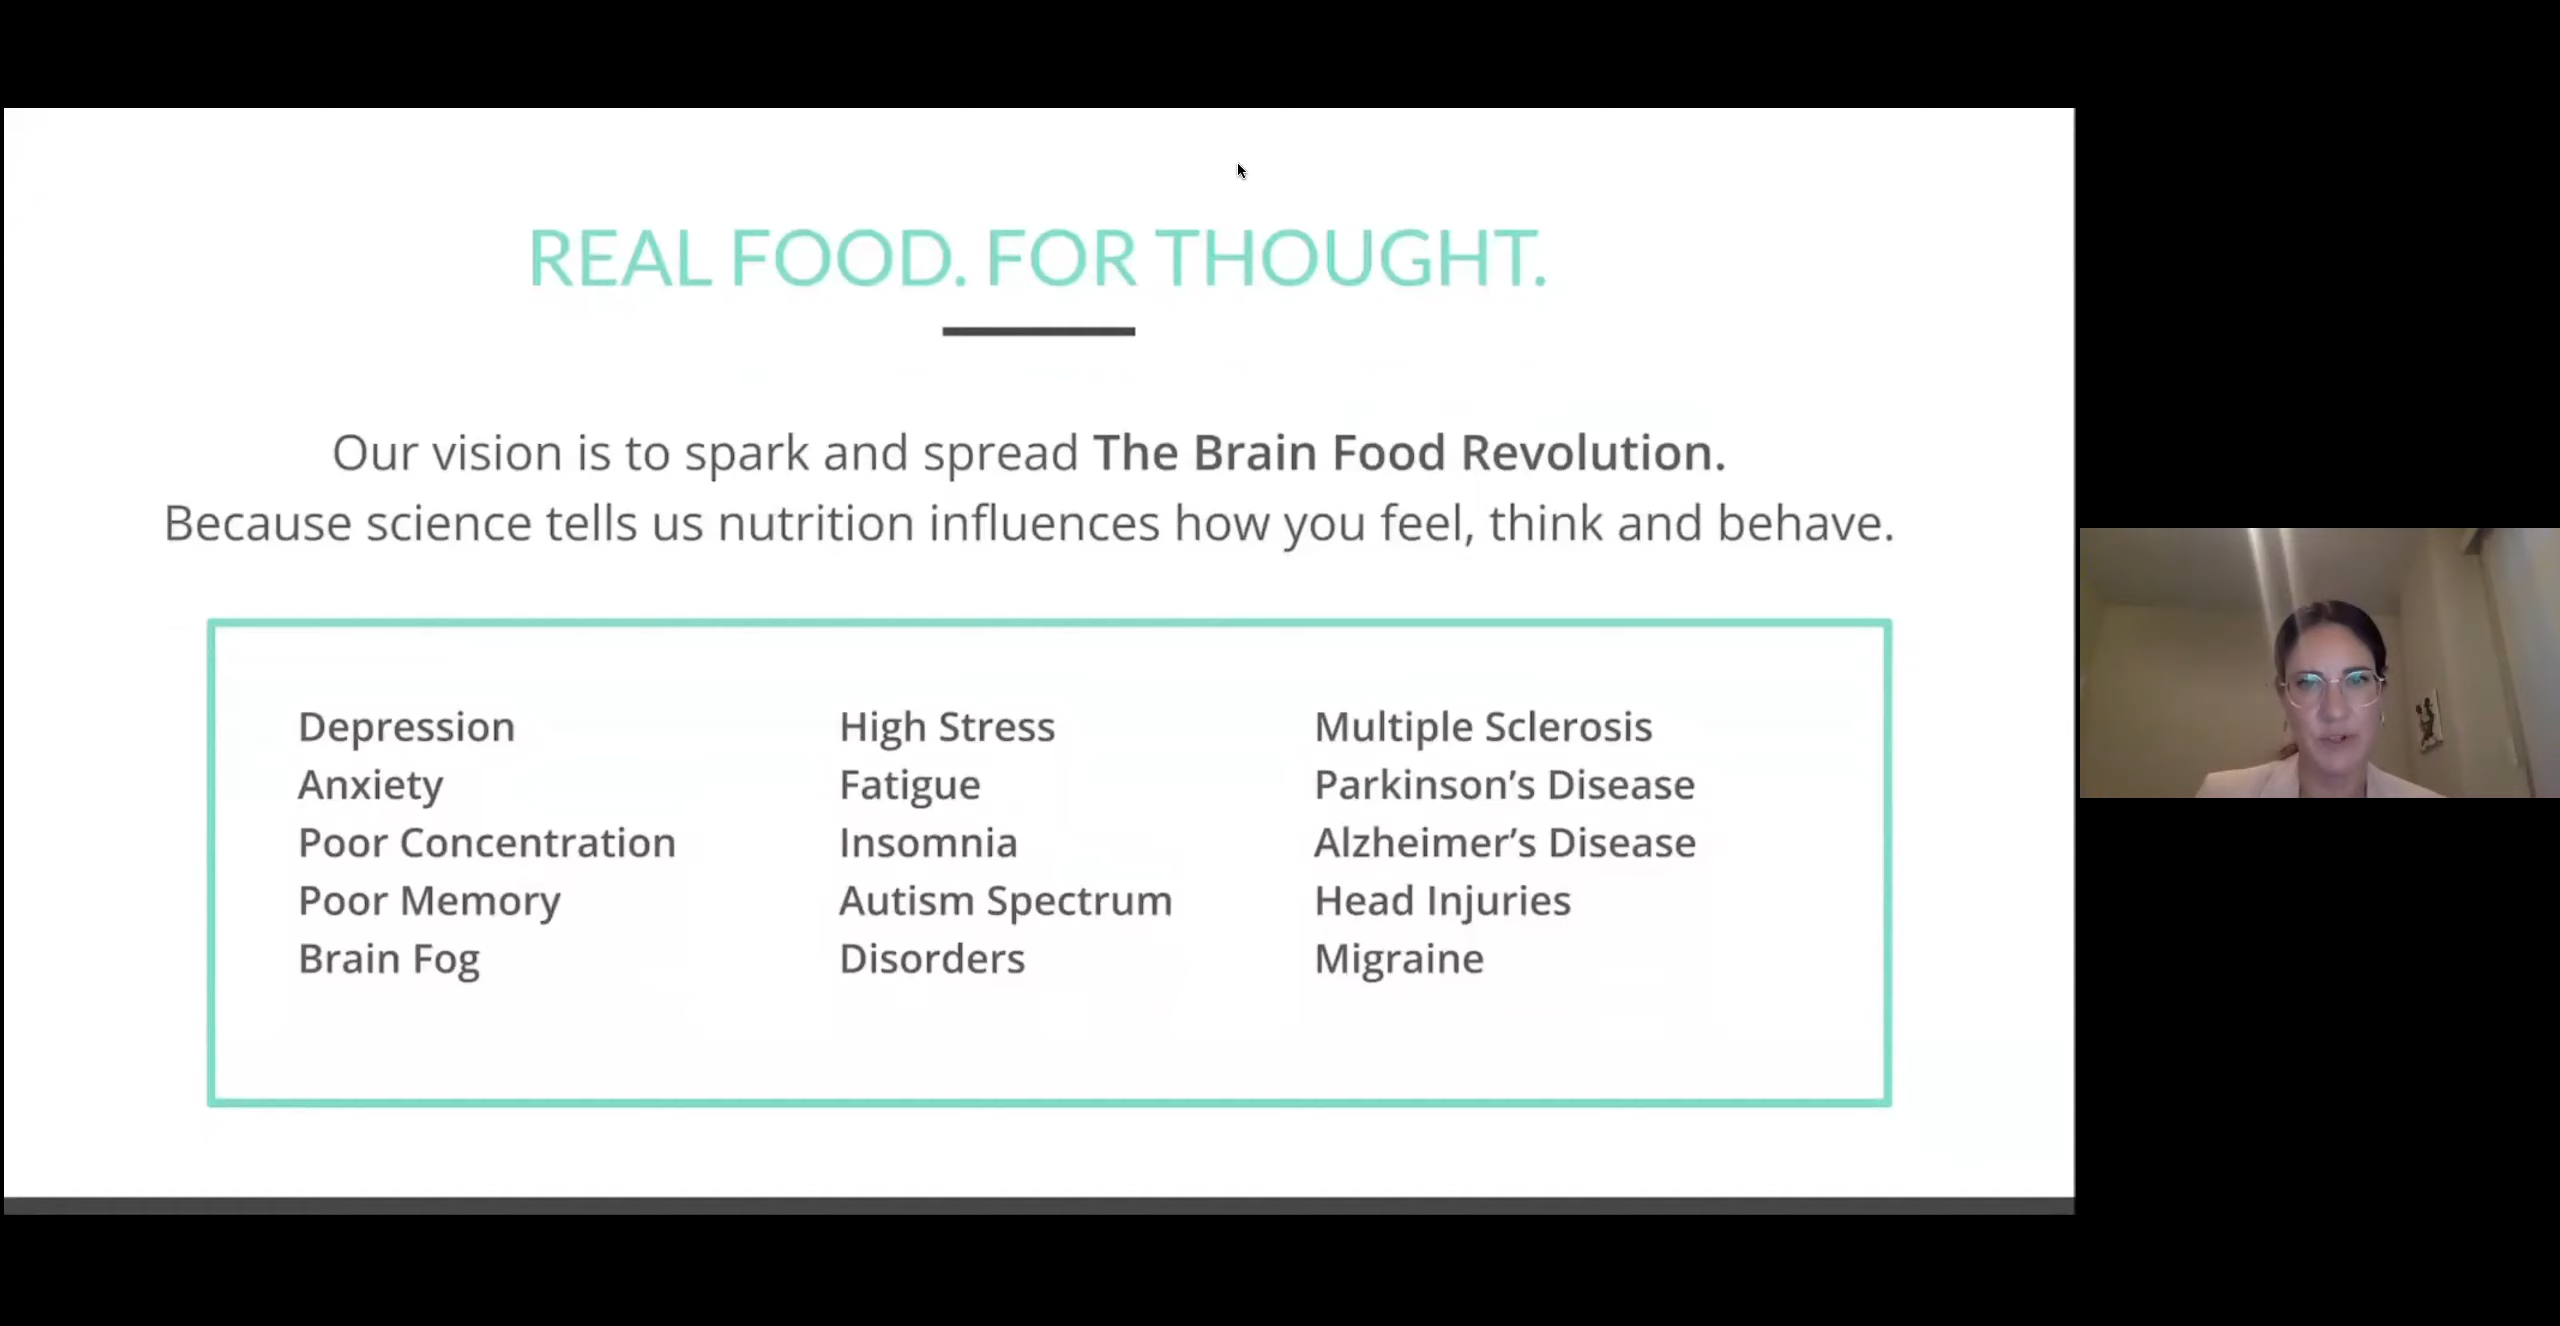 REAL FOOD. FOR THOUGHT.
Our vision is to spark and spread The Brain Food Revolution.
Because science tells us nutrition influences how you feel, think and behave.
Depression
Anxiety
Poor Concentration
Poor Memory
Brain Fog
High Stress
Fatigue
Insomnia
Autism Spectrum
Disorders
Multiple Sclerosis
Parkinson’s Disease
Alzheimer’s Disease
Head Injuries
Migraine